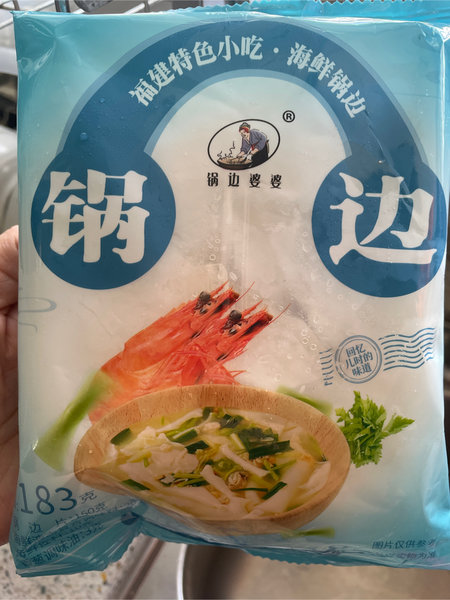 福建特色小吃·海鲜锅边
®
锅边婆婆
锅 边
回忆
儿时的
味道
183克
图片仅供参考